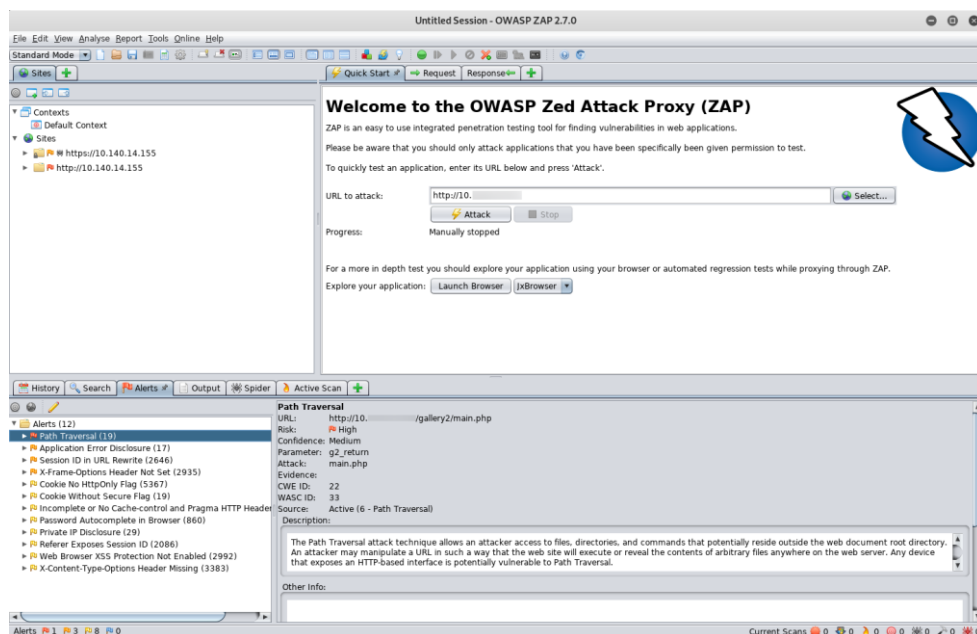 Untitled Session - OWASP ZAP 2.7.0
File Edit View Analyse Report Tools Online Help
Standard Mode
Sites
Quick Start Request Response
Contexts
Default Context
Sites
https://10.140.14.155
http://10.140.14.155
Welcome to the OWASP Zed Attack Proxy (ZAP)
ZAP is an easy to use integrated penetration testing tool for finding vulnerabilities in web applications.
Please be aware that you should only attack applications that you have been specifically been given permission to test.
To quickly test an application, enter its URL below and press 'Attack'.
URL to attack: http://10. Select...
Attack Stop
Progress: Manually stopped
For a more in depth test you should explore your application using your browser or automated regression tests while proxying through ZAP.
Explore your application: Launch Browser JxBrowser
History Search Alerts Output Spider Active Scan
Alerts (12)
Path Traversal (19)
Application Error Disclosure (17)
Session ID in URL Rewrite (2646)
X-Frame-Options Header Not Set (2935)
Cookie No HttpOnly Flag (5367)
Cookie Without Secure Flag (19)
Incomplete or No Cache-control and Pragma HTTP Header
Password Autocomplete in Browser (860)
Private IP Disclosure (29)
Referer Exposes Session ID (2086)
Web Browser XSS Protection Not Enabled (2992)
X-Content-Type-Options Header Missing (3383)
Path Traversal
URL: http://10. /gallery2/main.php
Risk: High
Confidence: Medium
Parameter: g2_return
Attack: main.php
Evidence:
CWE ID: 22
WASC ID: 33
Source: Active (6 - Path Traversal)
Description:
The Path Traversal attack technique allows an attacker access to files, directories, and commands that potentially reside outside the web document root directory.
An attacker may manipulate a URL in such a way that the web site will execute or reveal the contents of arbitrary files anywhere on the web server. Any device
that exposes an HTTP-based interface is potentially vulnerable to Path Traversal.
Other Info:
Alerts 1 3 8 0
Current Scans 0 0 0 0 0 0